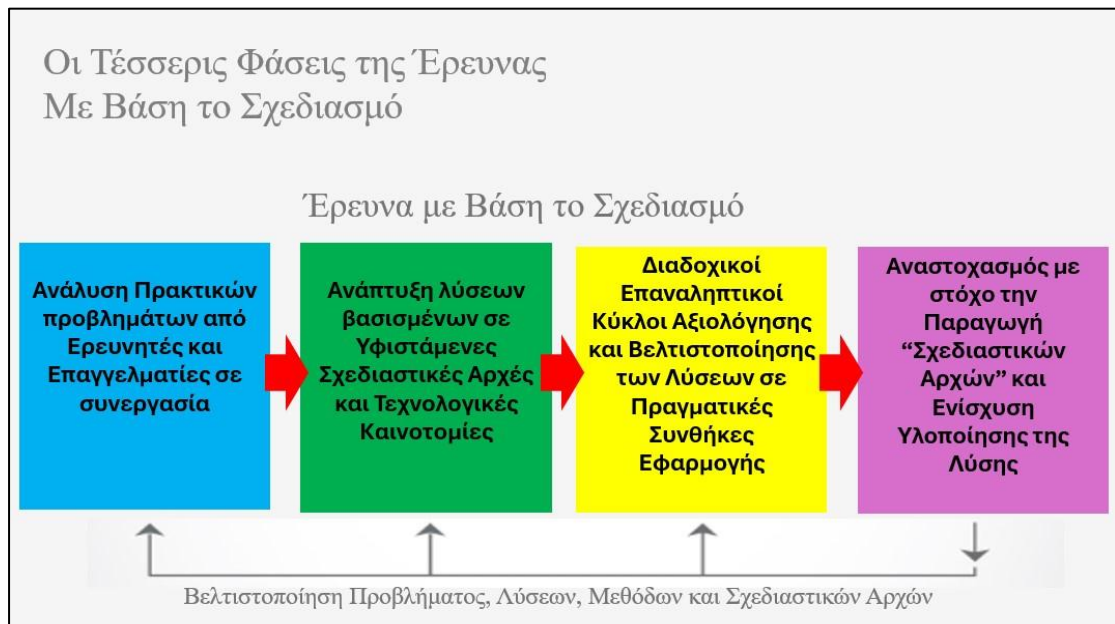 Οι Τέσσερις Φάσεις της Έρευνας
Με Βάση το Σχεδιασμό
Έρευνα με Βάση το Σχεδιασμό
Ανάλυση Πρακτικών
προβλημάτων από
Ερευνητές και
Επαγγελματίες σε
συνεργασία
Ανάπτυξη λύσεων
βασισμένων σε
Υφιστάμενες
Σχεδιαστικές Αρχές
και Τεχνολογικές
Καινοτομίες
Διαδοχικοί
Επαναληπτικοί
Κύκλοι Αξιολόγησης
και Βελτιστοποίησης
των Λύσεων σε
Πραγματικές
Συνθήκες
Εφαρμογής
Αναστοχασμός με
στόχο την
Παραγωγή
“Σχεδιαστικών
Αρχών” και
Ενίσχυση
Υλοποίησης της
Λύσης
Βελτιστοποίηση Προβλήματος, Λύσεων, Μεθόδων και Σχεδιαστικών Αρχών